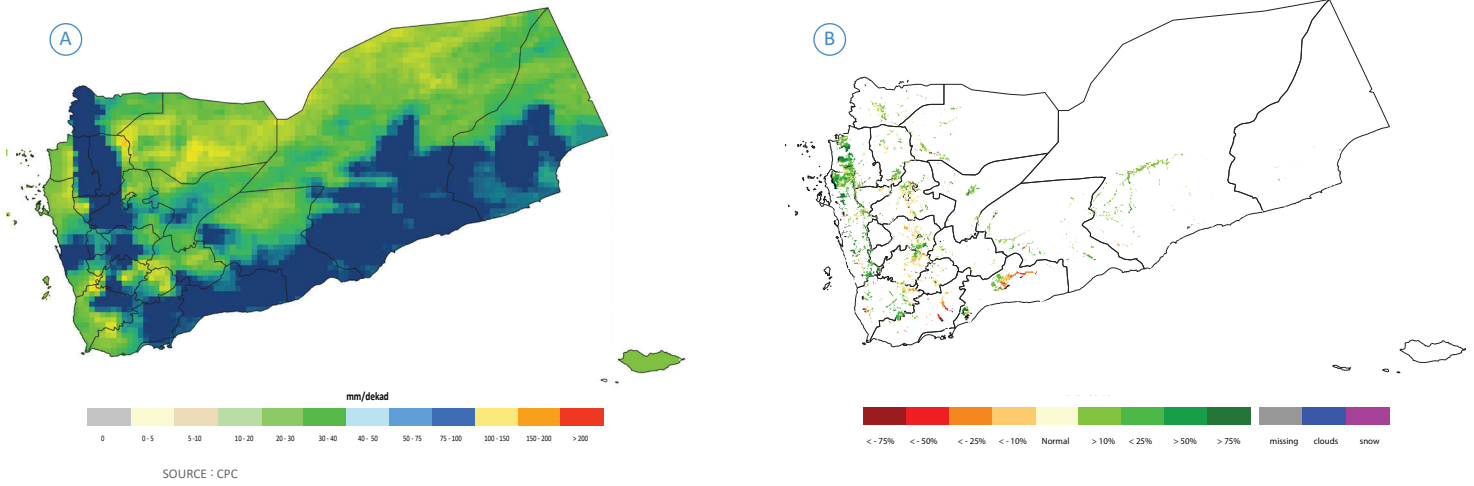 A
B
mm/dekad
0 0 - 5 5-10 10 - 20 20 - 30 30 - 40 40 - 50 50 - 75 75 - 100 100 - 150 150 - 200 > 200
< - 75% < - 50% < - 25% < - 10% Normal > 10% < 25% > 50% > 75% missing clouds snow
SOURCE : CPC